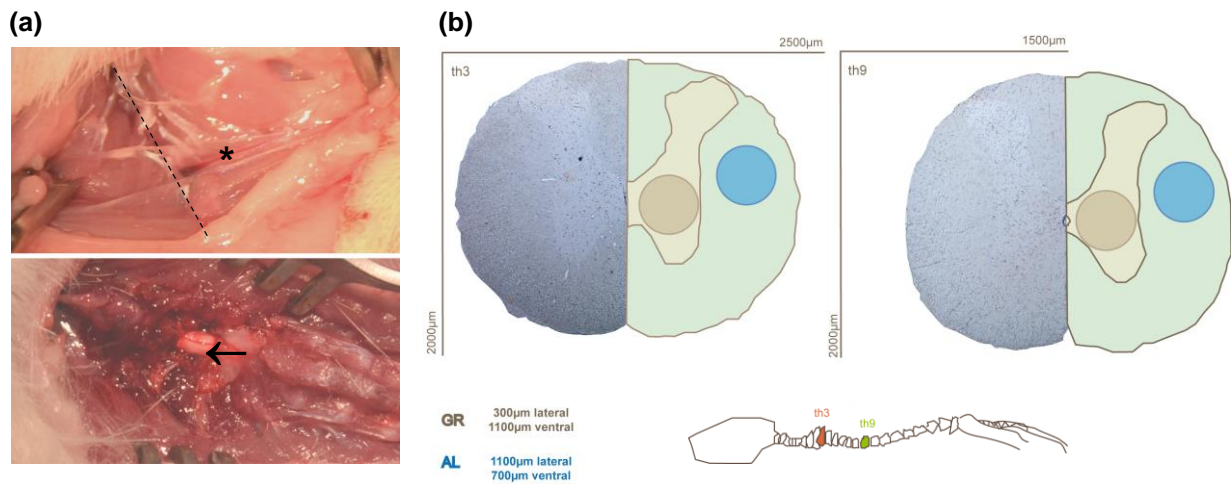 (a)
(b)
*
2500µm
th3
2000µm
1500µm
th9
2000µm
GR
300µm lateral
1100µm ventral
AL
1100µm lateral
700µm ventral
th3
th9